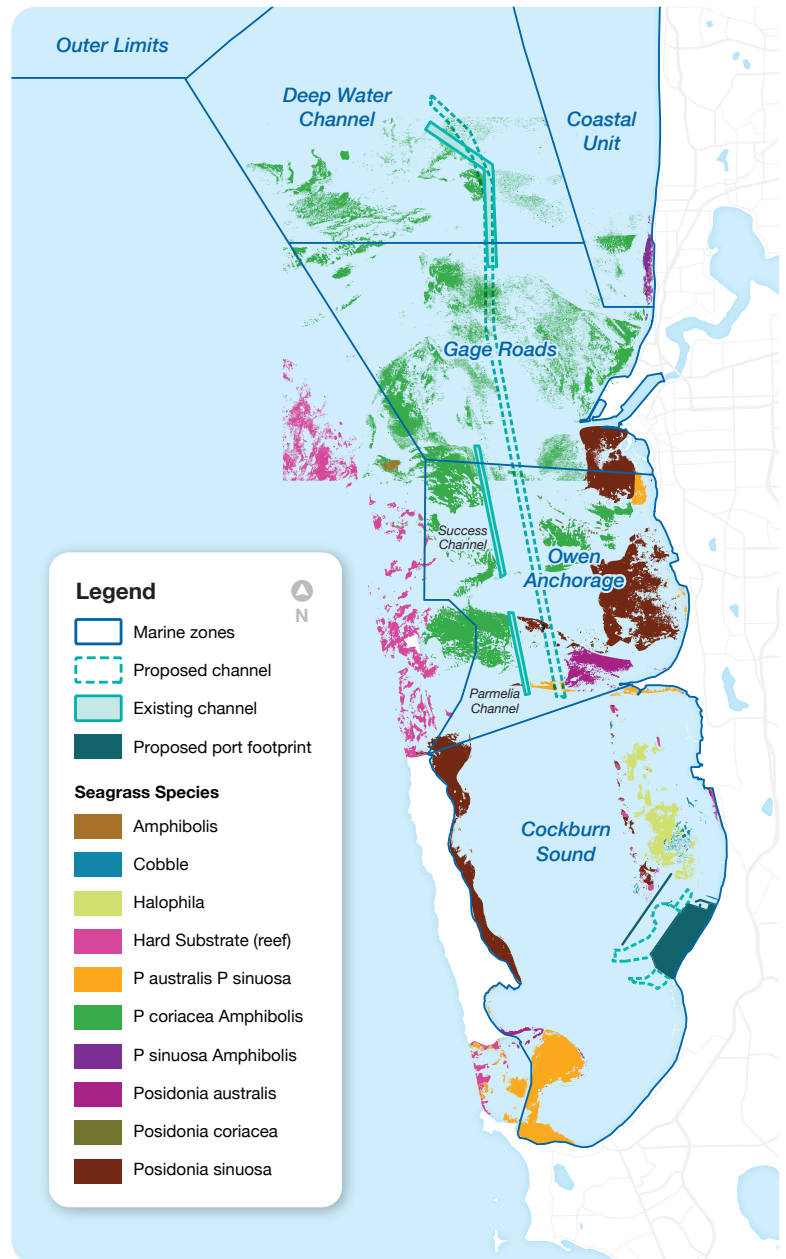 Outer Limits
Deep Water
Channel
Coastal
Unit
Gage Roads
Success
Channel
Owen
Anchorage
Parmelia
Channel
Cockburn
Sound
Legend
N
Marine zones
Proposed channel
Existing channel
Proposed port footprint
Seagrass Species
Amphibolis
Cobble
Halophila
Hard Substrate (reef)
P australis P sinuosa
P coriacea Amphibolis
P sinuosa Amphibolis
Posidonia australis
Posidonia coriacea
Posidonia sinuosa